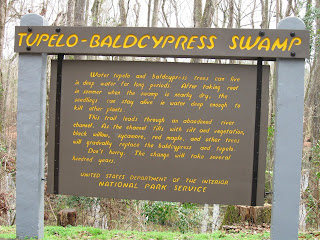 TUPELO-BALDCYPRESS SWAMP
Water tupelo and baldcypress trees can live
in deep water for long periods. After taking root
in summer when the swamp is nearly dry, the
seedlings can stay alive in water deep enough to
kill other plants.
This trail leads through an abandoned river
channel. As the channel fills with silt and vegetation,
black willow, sycamore, red maple, and other trees
will gradually replace the baldcypress and tupelo.
Don't hurry. The change will take several
hundred years.
UNITED STATES DEPARTMENT OF THE INTERIOR
NATIONAL PARK SERVICE